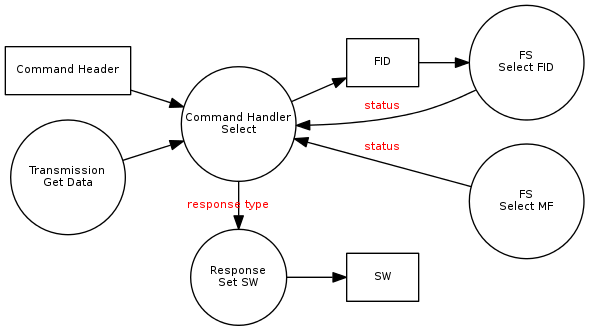 Command Header
Transmission
Get Data
Command Handler
Select
FID
FS
Select FID
status
status
FS
Select MF
response type
Response
Set SW
SW